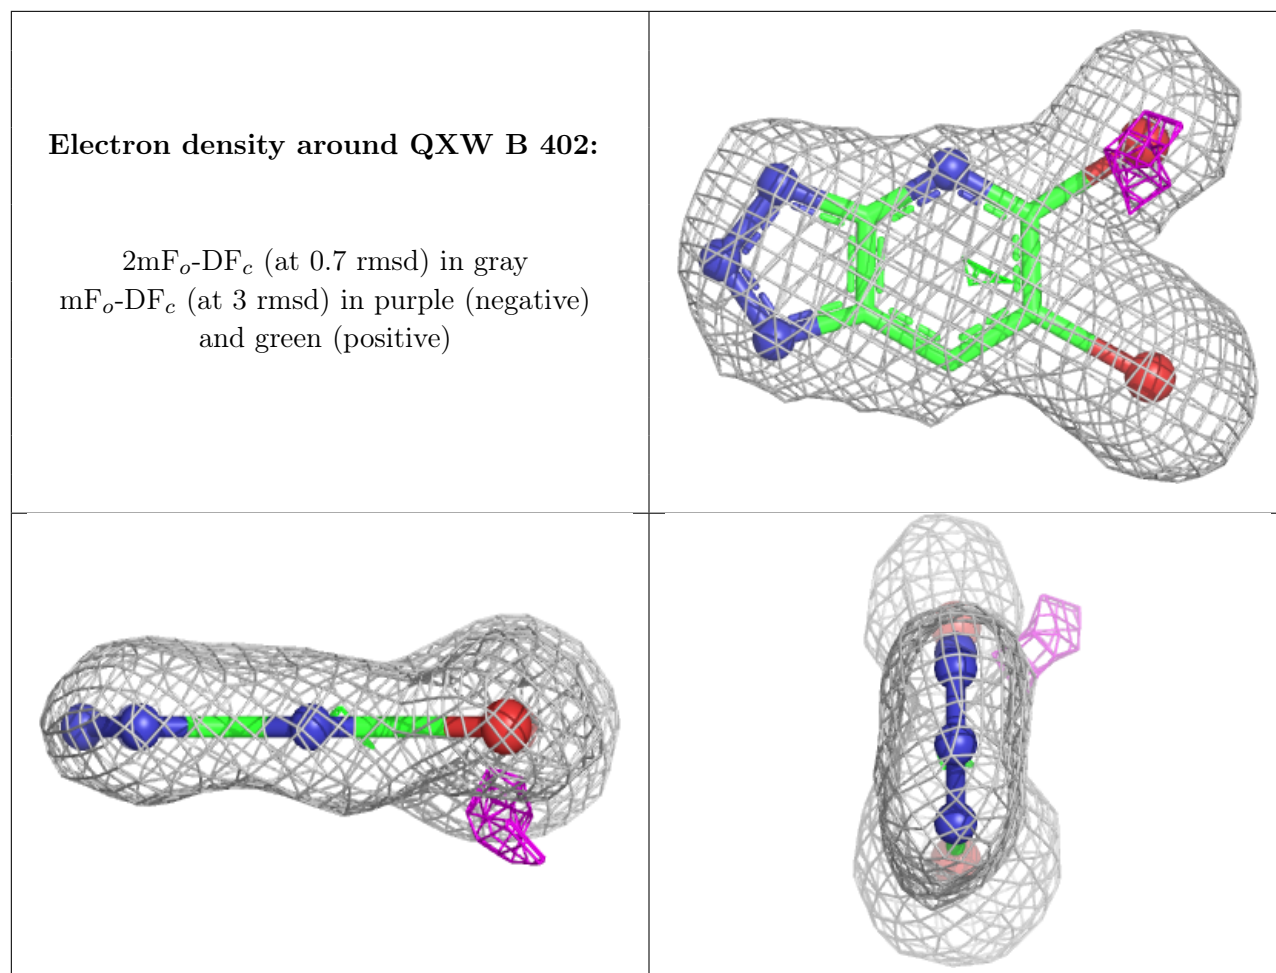 Electron density around QXW B 402:
2mFo-DFc (at 0.7 rmsd) in gray
mFo-DFc (at 3 rmsd) in purple (negative)
and green (positive)